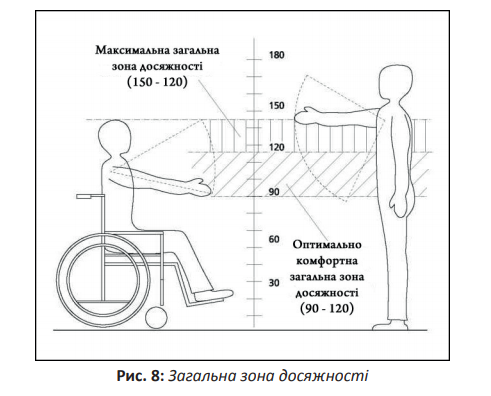 Максимальна загальна
зона досяжності
(150 - 120)
180
150
120
90
60
30
Оптимально
комфортна
загальна зона
досяжності
(90 - 120)
Рис. 8: Загальна зона досяжності